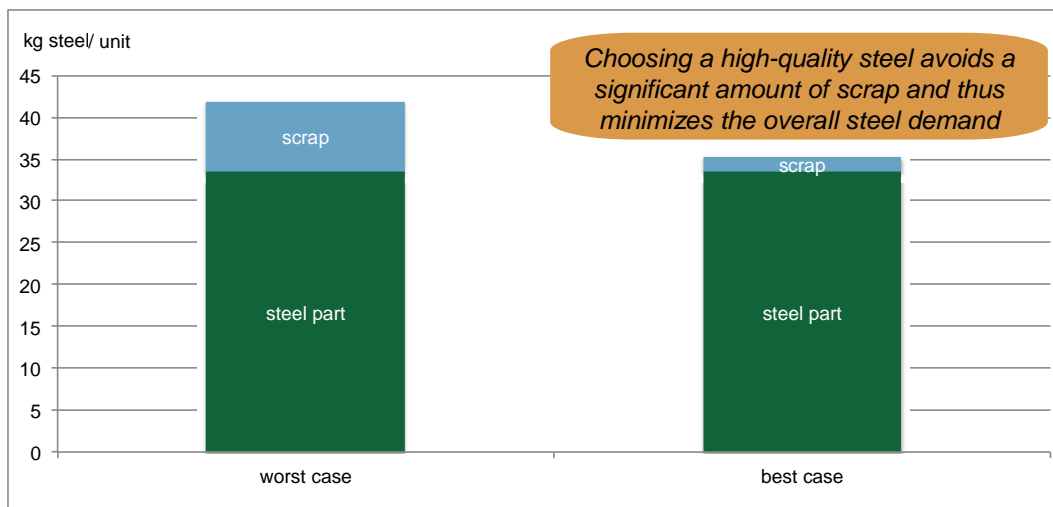 kg steel/ unit
Choosing a high-quality steel avoids a
significant amount of scrap and thus
minimizes the overall steel demand
45
40
35
30
25
20
15
10
5
0
scrap
steel part
scrap
steel part
worst case
best case